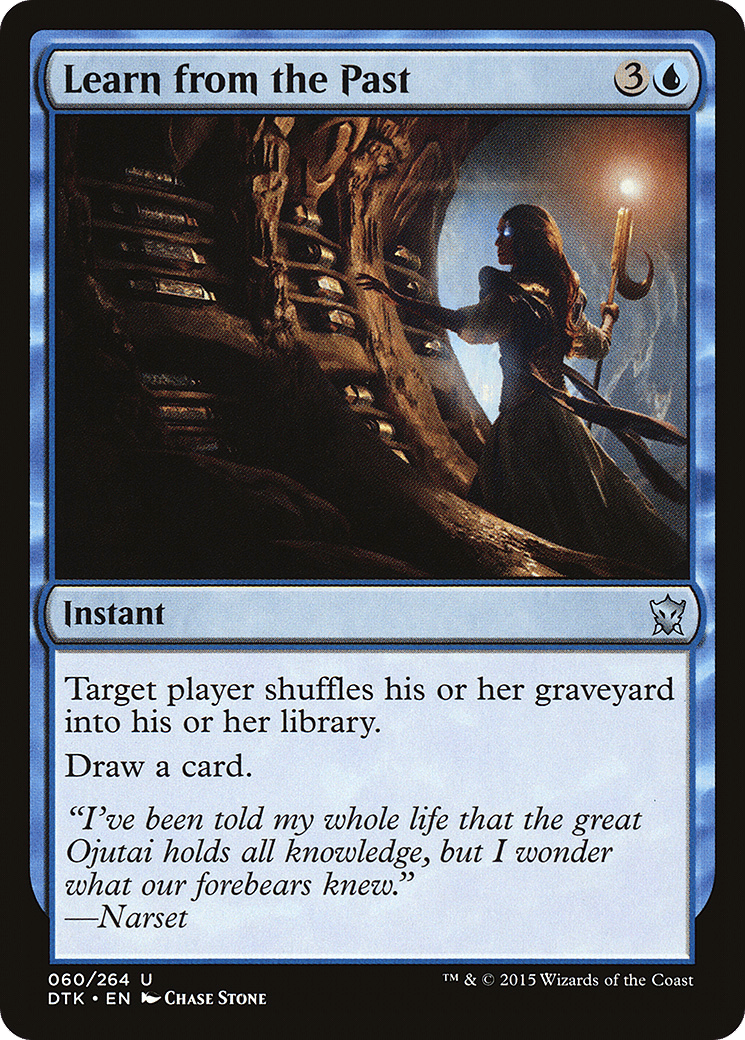 Learn from the Past 3
Instant
Target player shuffles his or her graveyard
into his or her library.
Draw a card.
“I’ve been told my whole life that the great
Ojutai holds all knowledge, but I wonder
what our forebears knew.”
—Narset
060/264 U
DTK • EN Chase Stone
™ & © 2015 Wizards of the Coast